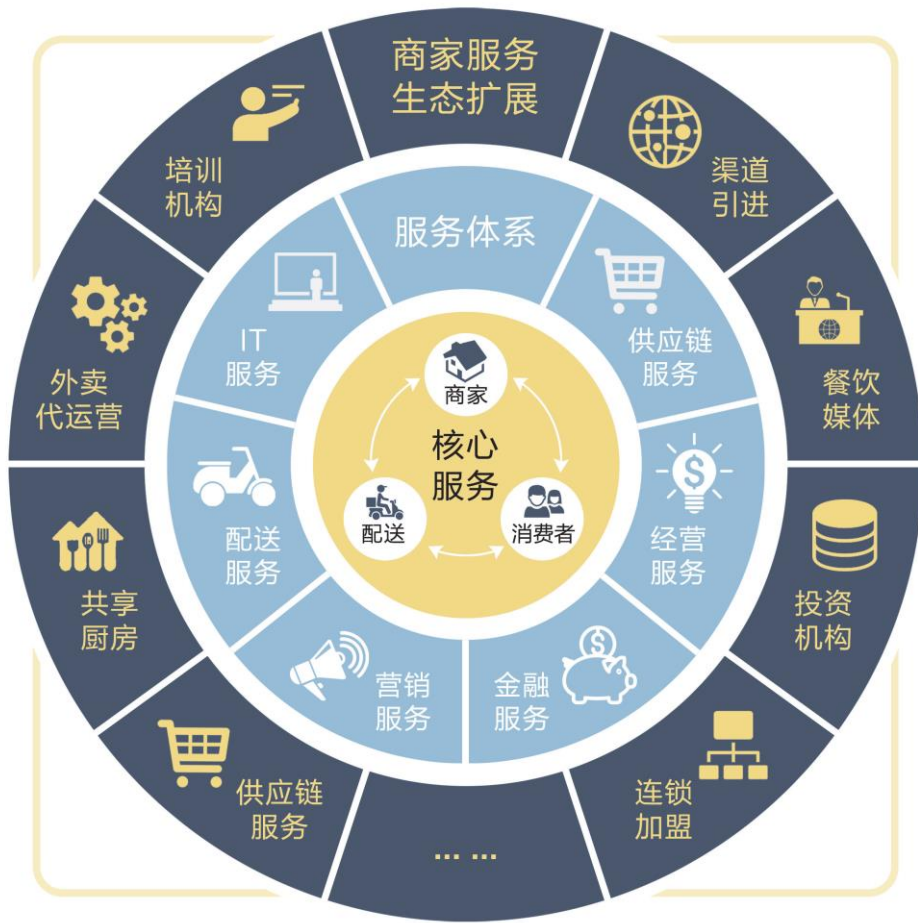 商家服务
生态扩展
渠道
引进
餐饮
媒体
投资
机构
连锁
加盟
... ...
供应链
服务
共享
厨房
外卖
代运营
培训
机构
服务体系
供应链
服务
经营
服务
金融
服务
营销
服务
配送
服务
IT
服务
商家
核心
服务
配送
消费者